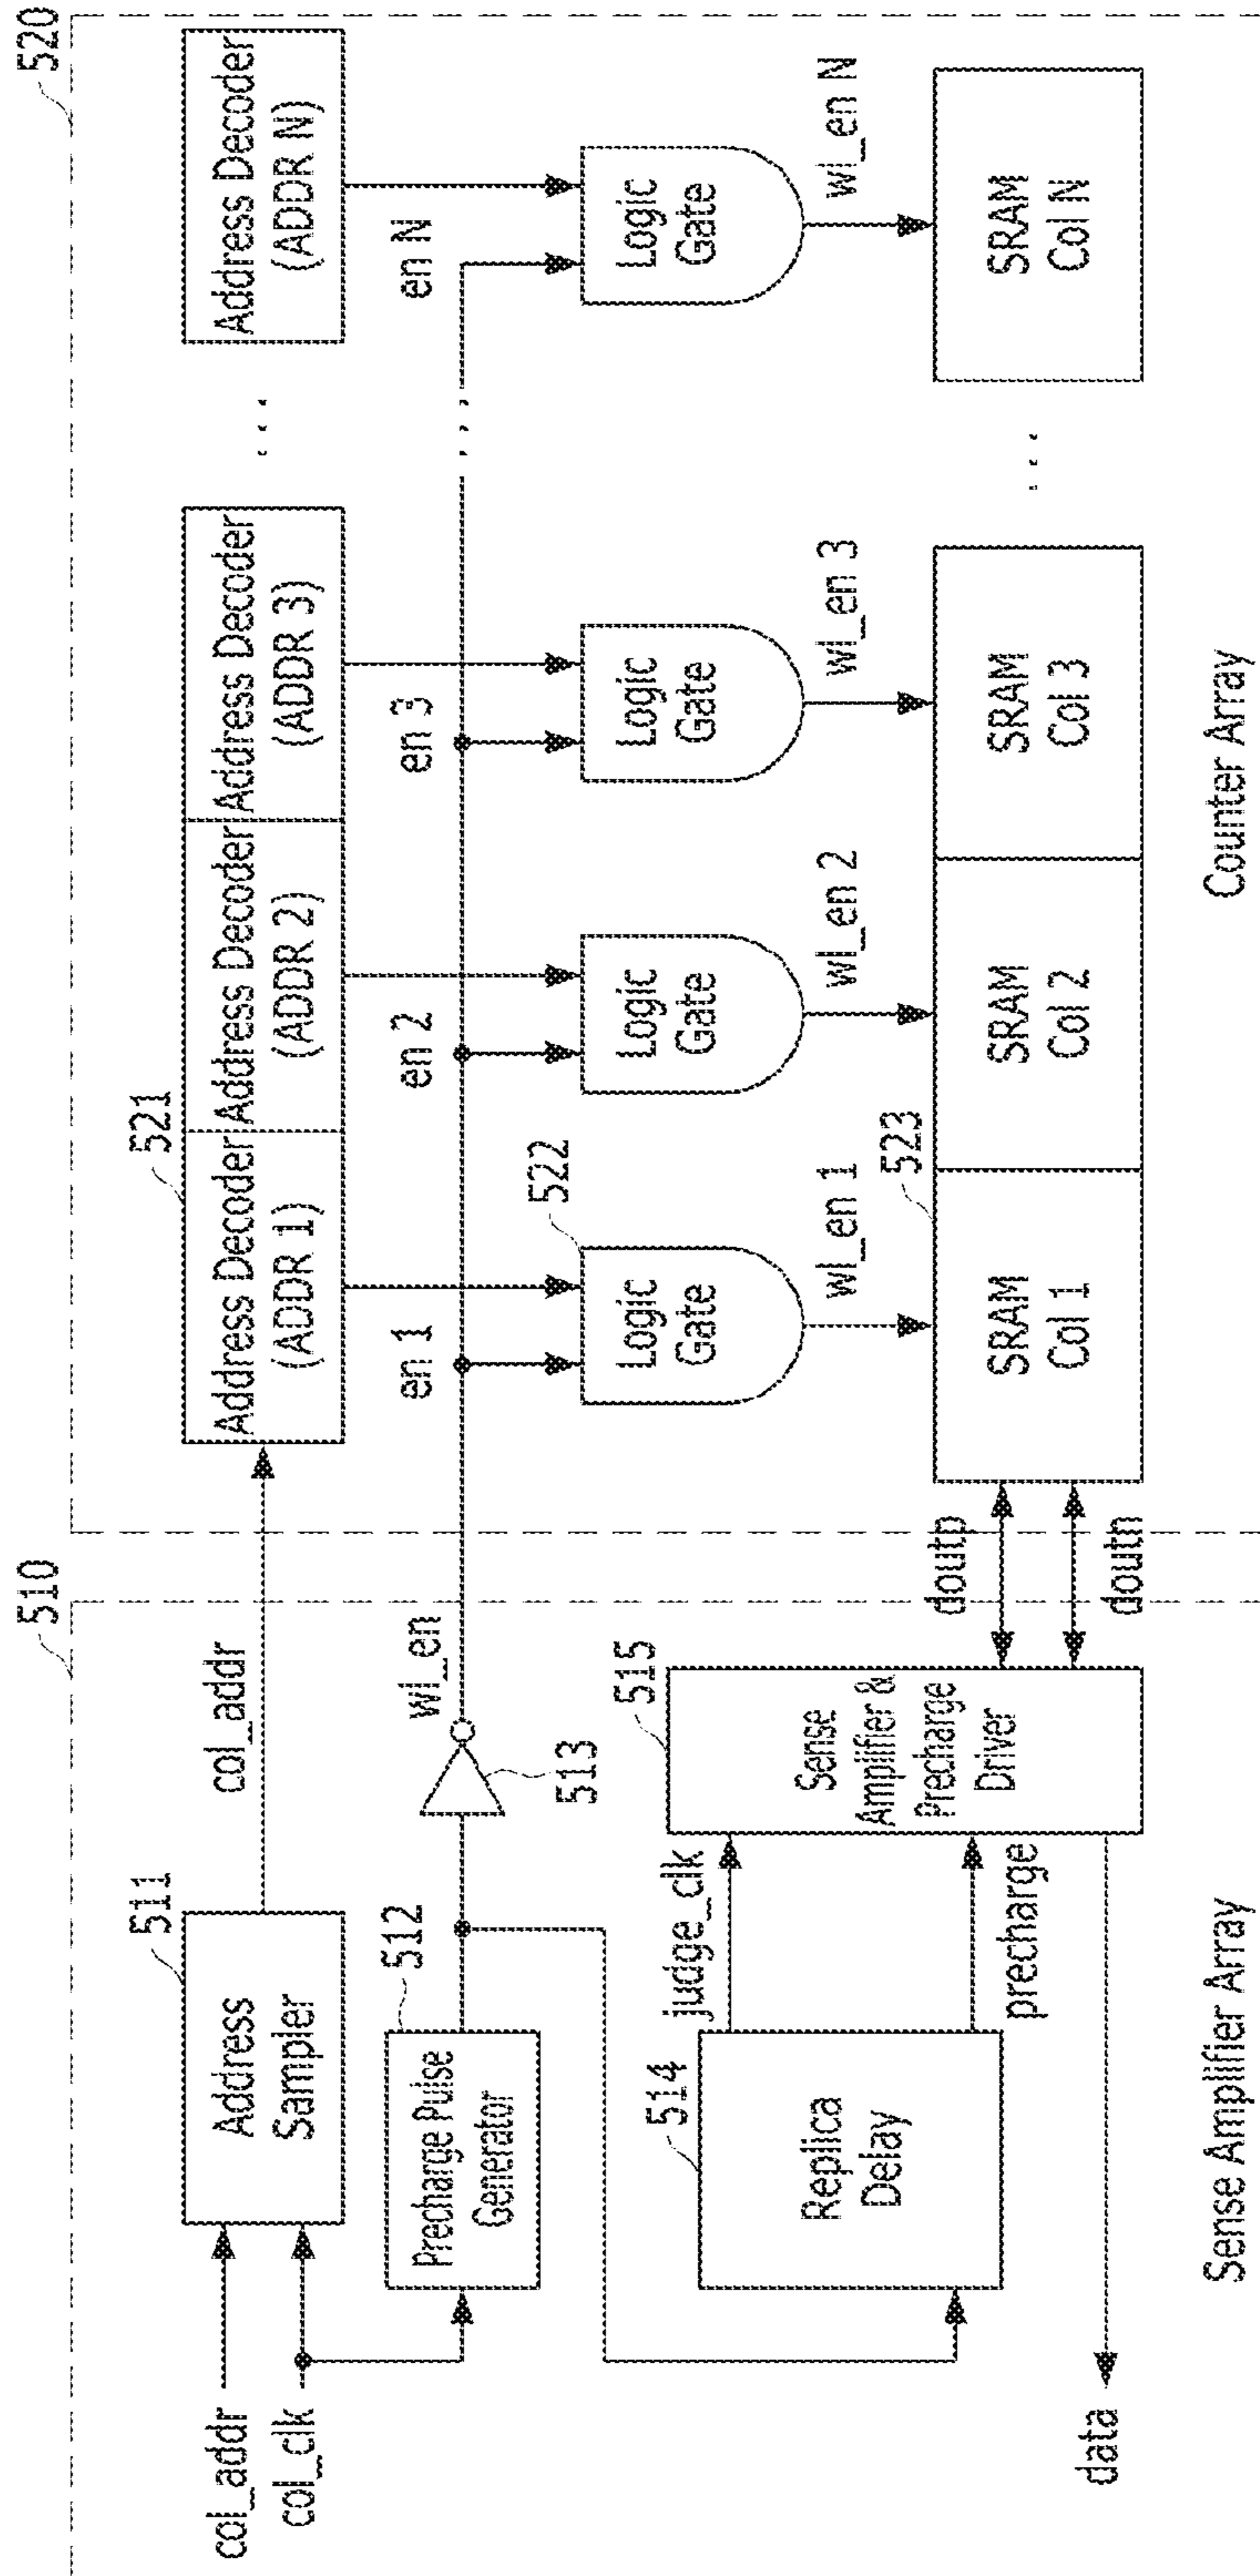 510
520
col_addr
col_clk
511
Address
Sampler
col_addr
521
Address Decoder
(ADDR 1)
Address Decoder
(ADDR 2)
Address Decoder
(ADDR 3)
. . .
Address Decoder
(ADDR N)
512
Precharge Pulse
Generator
wl_en
513
en 1
en 2
en 3
. . .
en N
522
Logic
Gate
Logic
Gate
Logic
Gate
Logic
Gate
514
Replica
Delay
judge_clk
precharge
515
Sense
Amplifier &
Precharge
Driver
wl_en 1
wl_en 2
wl_en 3
wl_en N
doutp
doutn
523
SRAM
Col 1
SRAM
Col 2
SRAM
Col 3
. . .
SRAM
Col N
data
Sense Amplifier Array
Counter Array